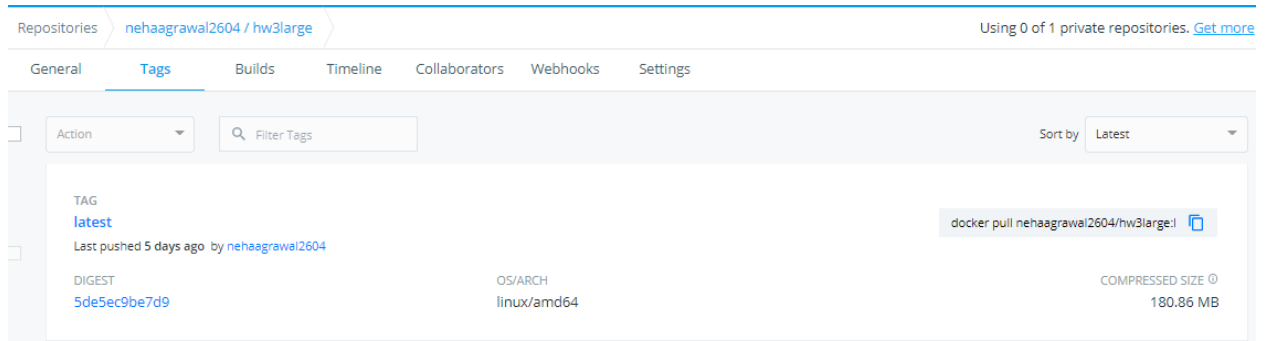 Repositories nehaagrawal2604 / hw3large Using 0 of 1 private repositories. Get more
General Tags Builds Timeline Collaborators Webhooks Settings
Action Filter Tags Sort by Latest
TAG
latest docker pull nehaagrawal2604/hw3large:l
Last pushed 5 days ago by nehaagrawal2604
DIGEST OS/ARCH COMPRESSED SIZE
5de5ec9be7d9 linux/amd64 180.86 MB